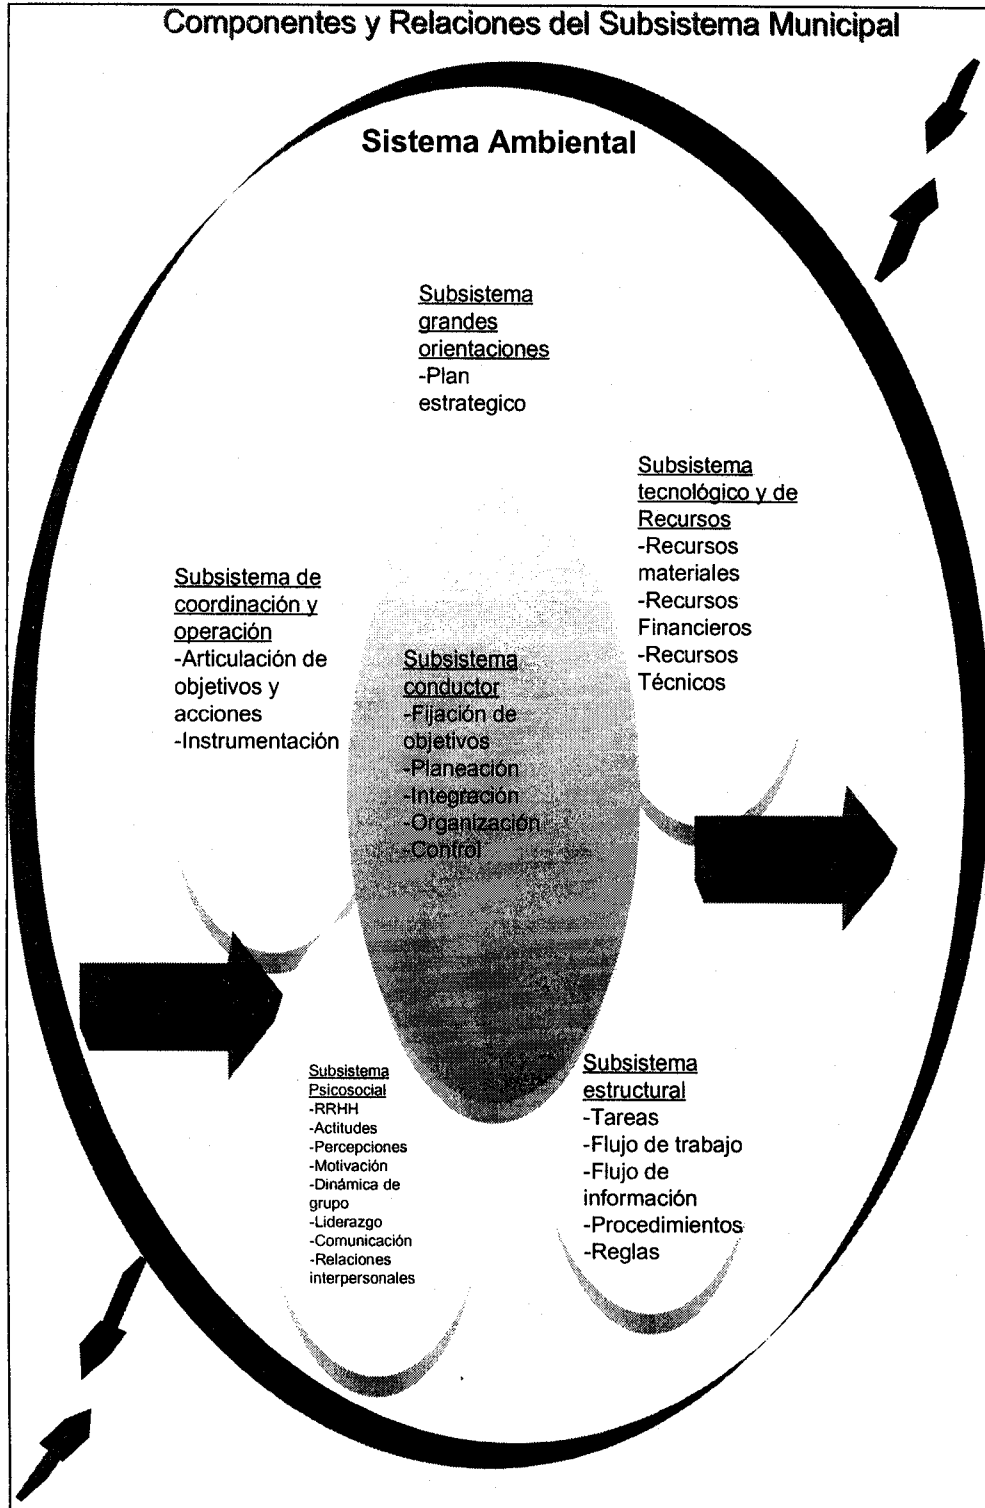 Componentes y Relaciones del Subsistema Municipal
Sistema Ambiental
Subsistema
grandes
orientaciones
-Plan
estrategico
Subsistema
tecnológico y de
Recursos
-Recursos
materiales
-Recursos
Financieros
-Recursos
Técnicos
Subsistema de
coordinación y
operación
-Articulación de
objetivos y
acciones
-Instrumentación
Subsistema
conductor
-Fijación de
objetivos
-Planeación
-Integración
-Organización
-Control
Subsistema
Psicosocial
-RRHH
-Actitudes
-Percepciones
-Motivación
-Dinámica de
grupo
-Liderazgo
-Comunicación
-Relaciones
interpersonales
Subsistema
estructural
-Tareas
-Flujo de trabajo
-Flujo de
información
-Procedimientos
-Reglas